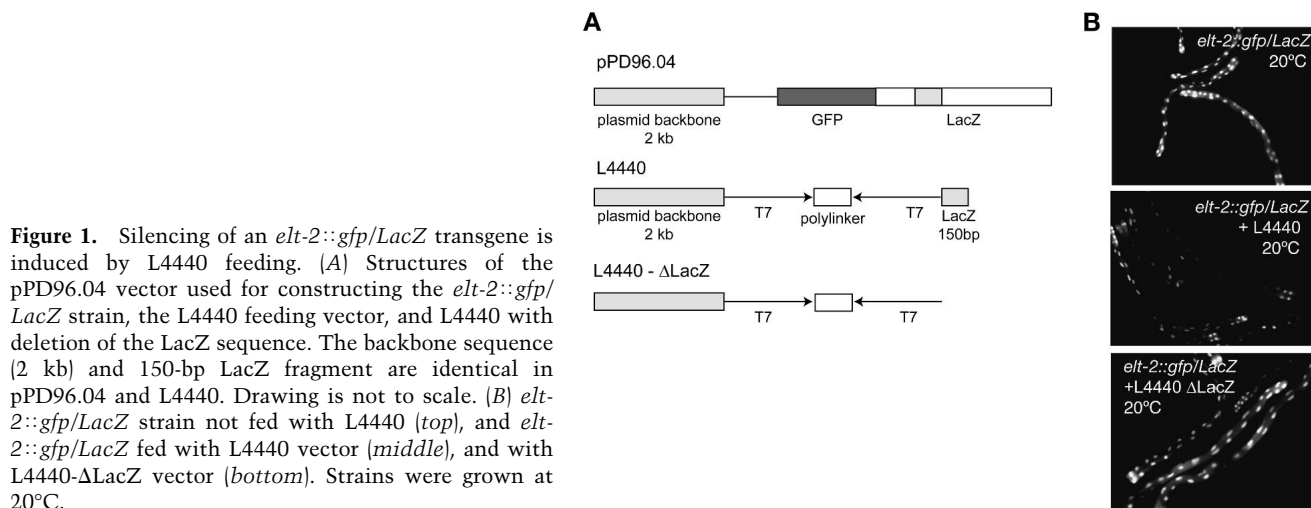 Figure 1. Silencing of an elt-2::gfp/LacZ transgene is
induced by L4440 feeding. (A) Structures of the
pPD96.04 vector used for constructing the elt-2::gfp/
LacZ strain, the L4440 feeding vector, and L4440 with
deletion of the LacZ sequence. The backbone sequence
(2 kb) and 150-bp LacZ fragment are identical in
pPD96.04 and L4440. Drawing is not to scale. (B) elt-
2::gfp/LacZ strain not fed with L4440 (top), and elt-
2::gfp/LacZ fed with L4440 vector (middle), and with
L4440-ΔLacZ vector (bottom). Strains were grown at
20°C.
A
pPD96.04
plasmid backbone
2 kb
GFP
LacZ
L4440
plasmid backbone
2 kb
T7
polylinker
T7
LacZ
150bp
L4440 - ΔLacZ
T7
T7
B
elt-2::gfp/LacZ
20ºC
elt-2::gfp/LacZ
+ L4440
20ºC
elt-2::gfp/LacZ
+L4440 ΔLacZ
20ºC